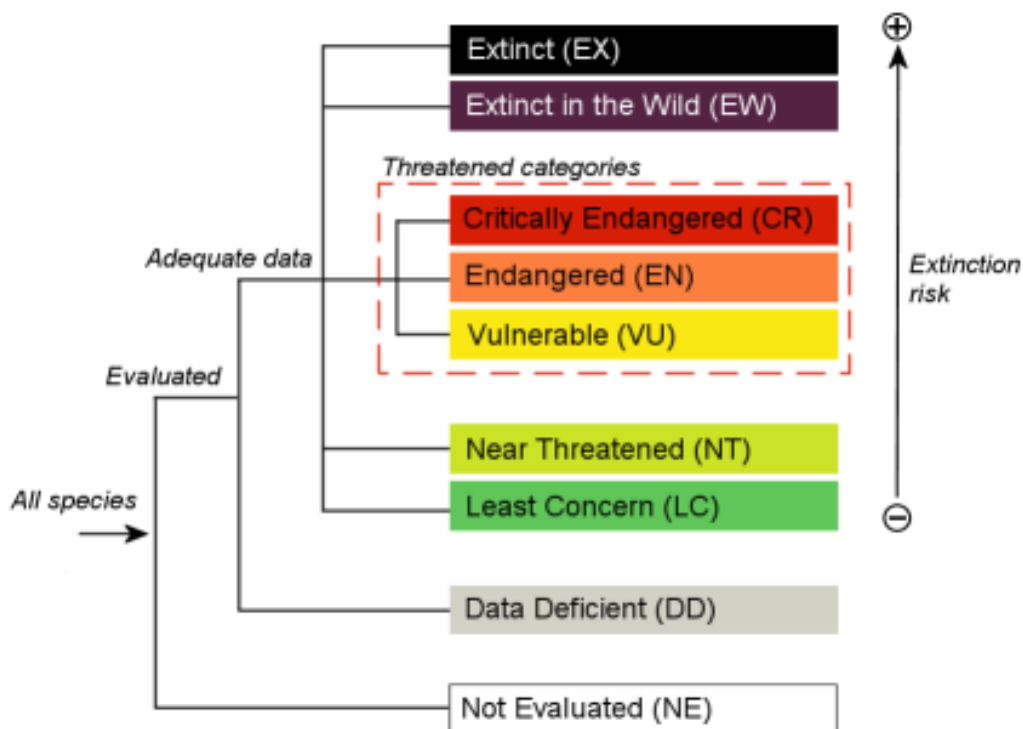 Extinct (EX)
Extinct in the Wild (EW)
Threatened categories
Critically Endangered (CR)
Adequate data
Endangered (EN)
Extinction
risk
Vulnerable (VU)
Evaluated
Near Threatened (NT)
All species
Least Concern (LC)
Data Deficient (DD)
Not Evaluated (NE)